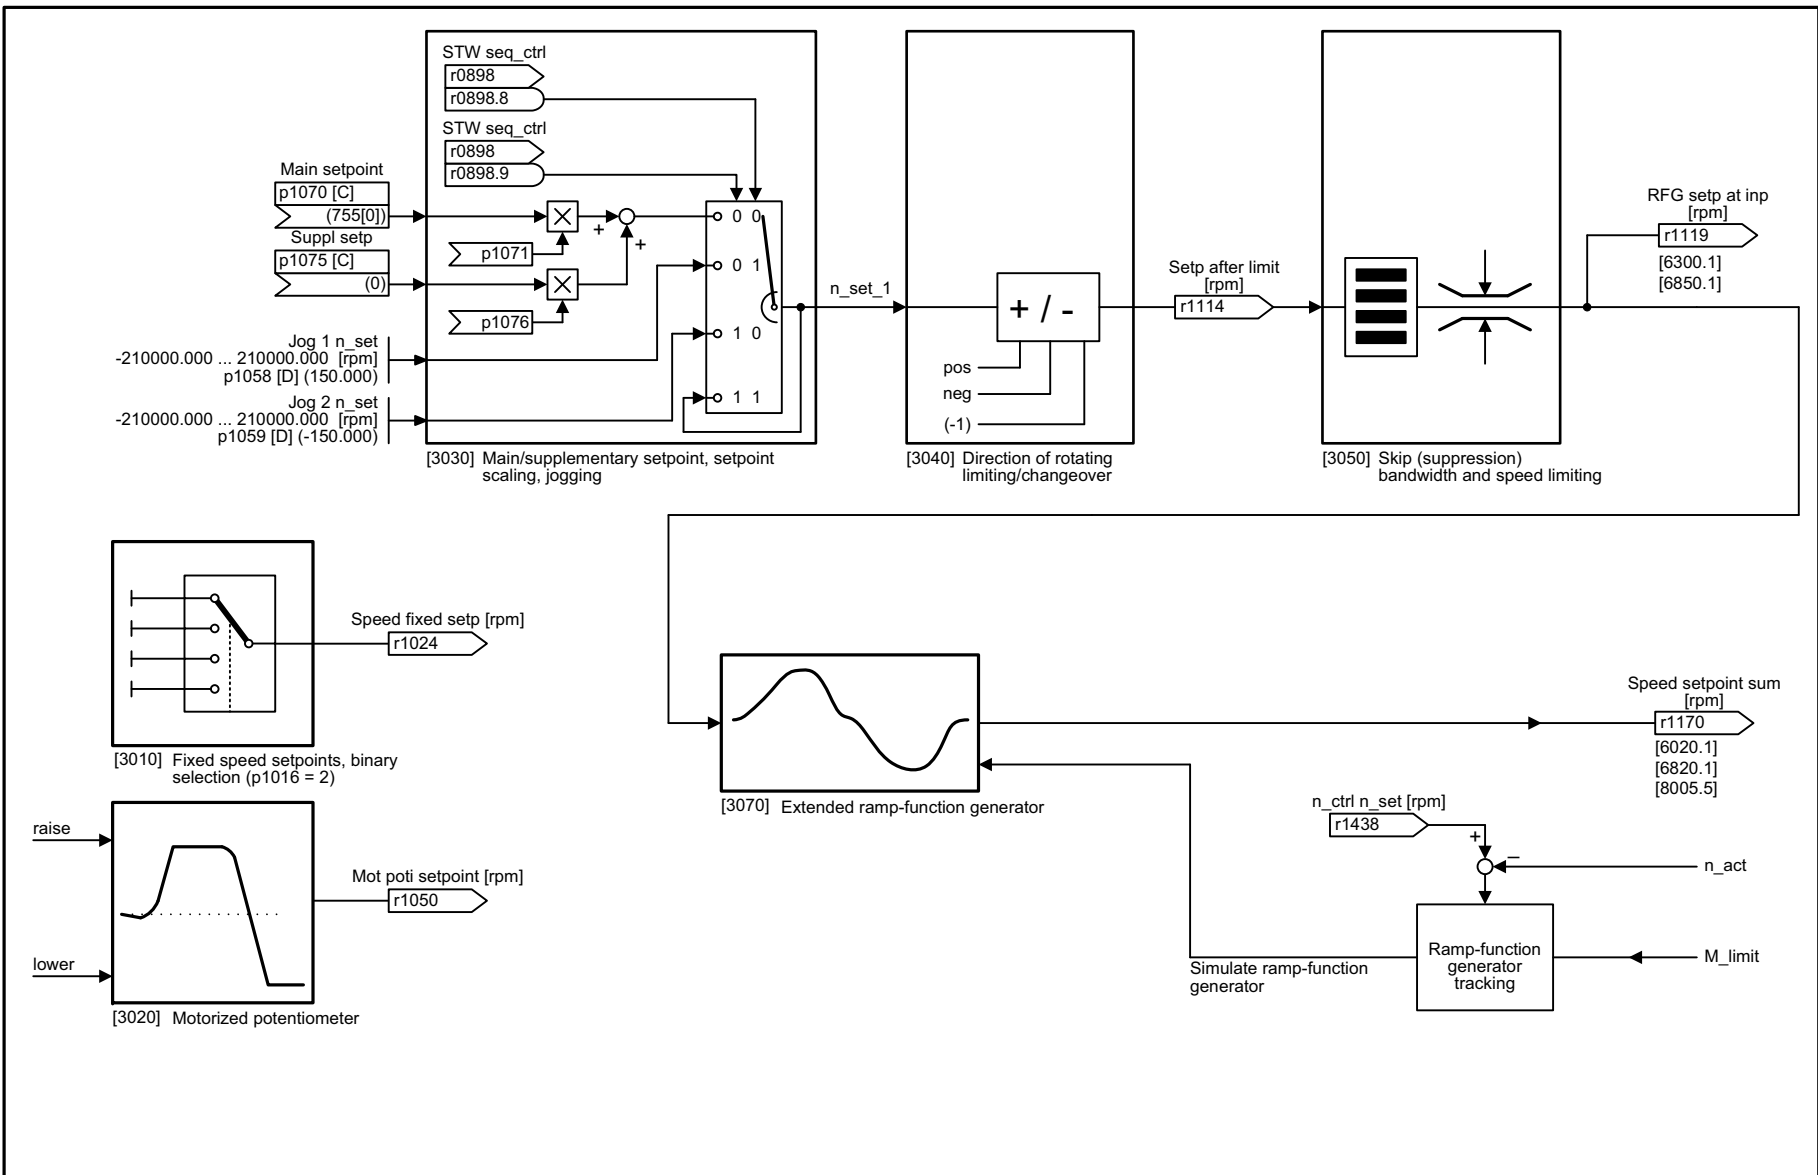 STW seq_ctrl
r0898
r0898.8
STW seq_ctrl
r0898
r0898.9
Main setpoint
p1070 [C]
(755[0])
Suppl setp
p1075 [C]
(0)
p1071
p1076
+
+
0 0
0 1
1 0
1 1
Jog 1 n_set
-210000.000 ... 210000.000 [rpm]
p1058 [D] (150.000)
Jog 2 n_set
-210000.000 ... 210000.000 [rpm]
p1059 [D] (-150.000)
[3030] Main/supplementary setpoint, setpoint
scaling, jogging
n_set_1
+ / -
pos
neg
(-1)
[3040] Direction of rotating
limiting/changeover
Setp after limit
[rpm]
r1114
[3050] Skip (suppression)
bandwidth and speed limiting
RFG setp at inp
[rpm]
r1119
[6300.1]
[6850.1]
Speed fixed setp [rpm]
r1024
[3010] Fixed speed setpoints, binary
selection (p1016 = 2)
raise
lower
Mot poti setpoint [rpm]
r1050
[3020] Motorized potentiometer
[3070] Extended ramp-function generator
Speed setpoint sum
[rpm]
r1170
[6020.1]
[6820.1]
[8005.5]
n_ctrl n_set [rpm]
r1438
+
–
n_act
Ramp-function
generator
tracking
M_limit
Simulate ramp-function
generator